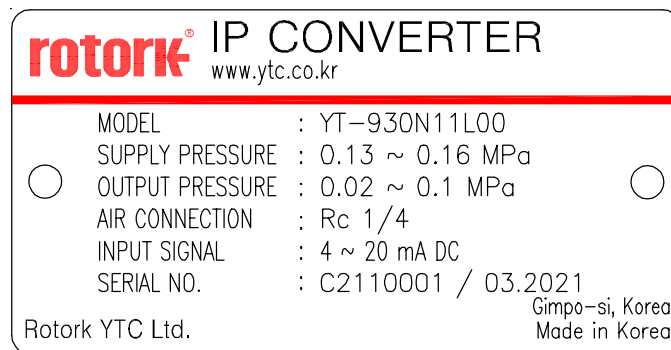 rotork® IP CONVERTER
www.ytc.co.kr
MODEL : YT-930N11L00
SUPPLY PRESSURE : 0.13 ~ 0.16 MPa
OUTPUT PRESSURE : 0.02 ~ 0.1 MPa
AIR CONNECTION : Rc 1/4
INPUT SIGNAL : 4 ~ 20 mA DC
SERIAL NO. : C2110001 / 03.2021
Gimpo-si, Korea
Rotork YTC Ltd. Made in Korea